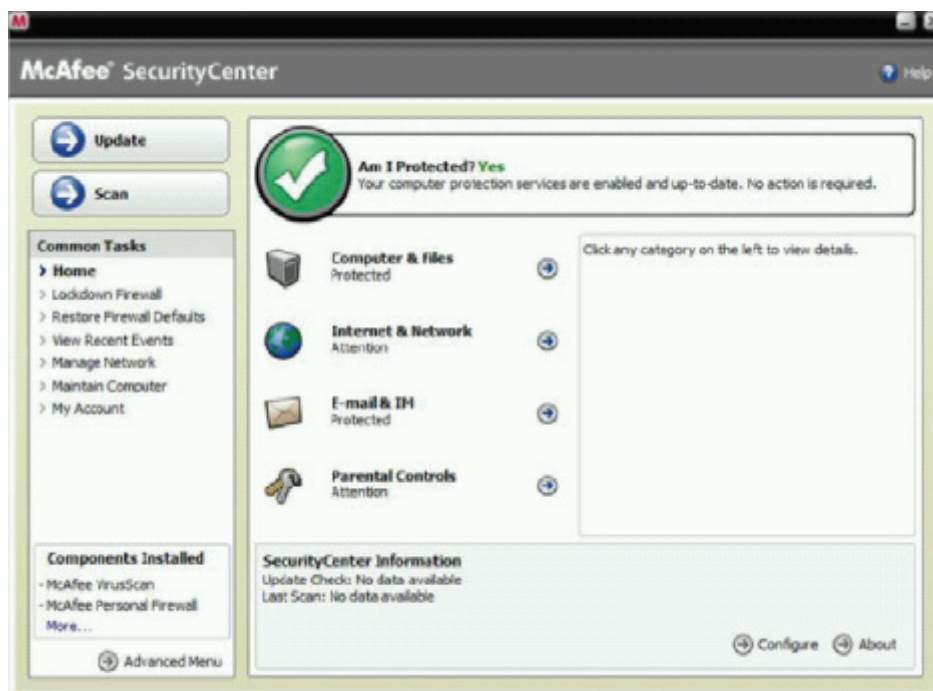 M
McAfee® SecurityCenter
Help
Update
Scan
Common Tasks
Home
Lockdown Firewall
Restore Firewall Defaults
View Recent Events
Manage Network
Maintain Computer
My Account
Components Installed
- McAfee VirusScan
- McAfee Personal Firewall
More...
Advanced Menu
Am I Protected? Yes
Your computer protection services are enabled and up-to-date. No action is required.
Computer & Files
Protected
Internet & Network
Attention
E-mail & IM
Protected
Parental Controls
Attention
Click any category on the left to view details.
SecurityCenter Information
Update Check: No data available
Last Scan: No data available
Configure
About